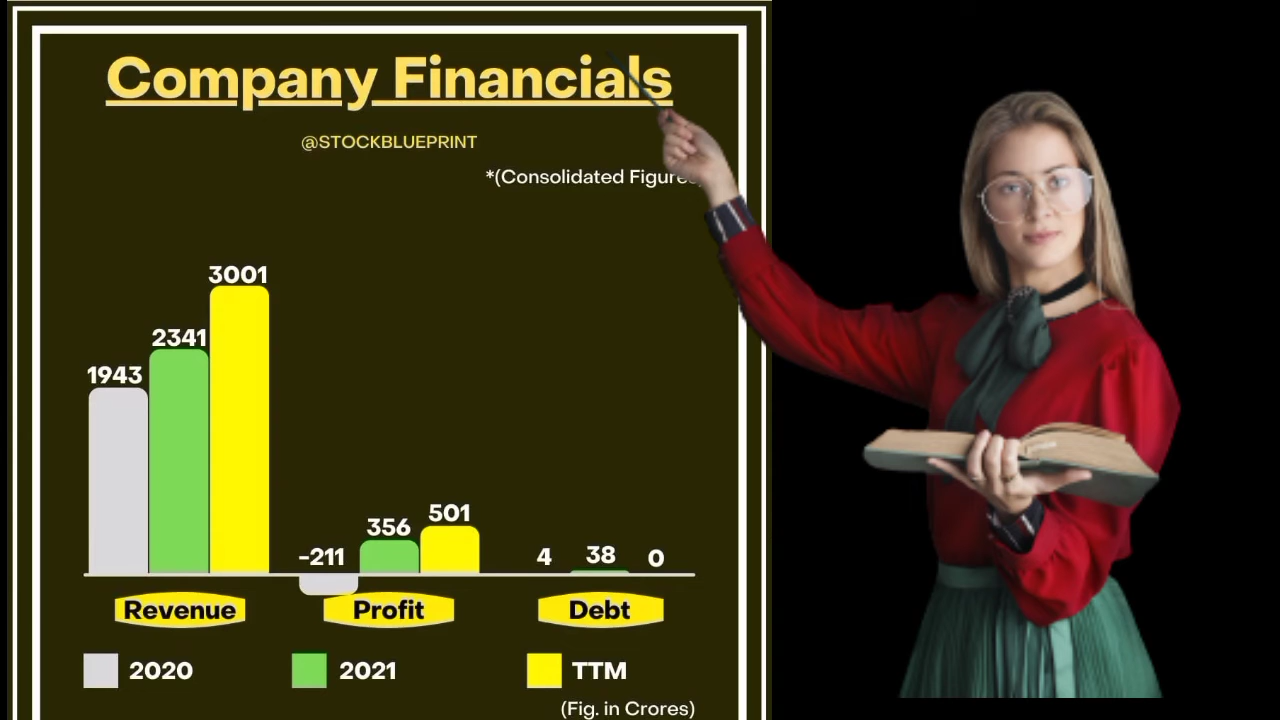 Company Financials
@STOCKBLUEPRINT
*(Consolidated Figures)
3001
2341
1943
501
356
-211
4 38 0
Revenue Profit Debt
2020 2021 TTM
(Fig. in Crores)